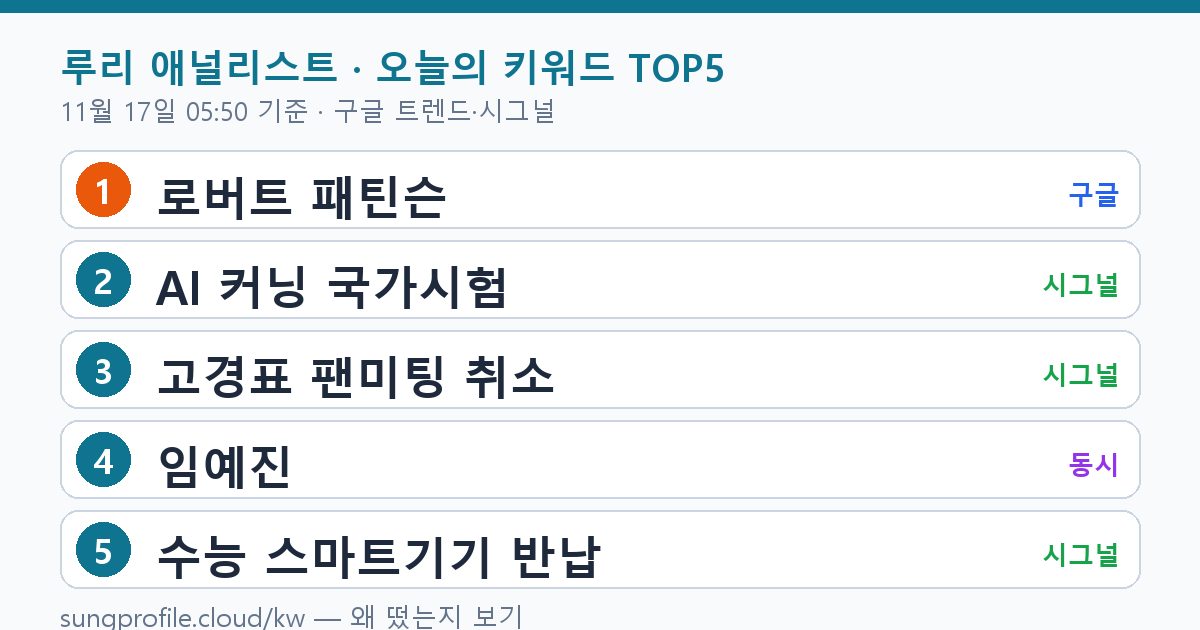 루리 애널리스트 · 오늘의 키워드 TOP5
11월 17일 05:50 기준 · 구글 트렌드·시그널
1 로버트 패틴슨 구글
2 AI 커닝 국가시험 시그널
3 고경표 팬미팅 취소 시그널
4 임예진 동시
5 수능 스마트기기 반납 시그널
sungprofile.cloud/kw — 왜 떴는지 보기